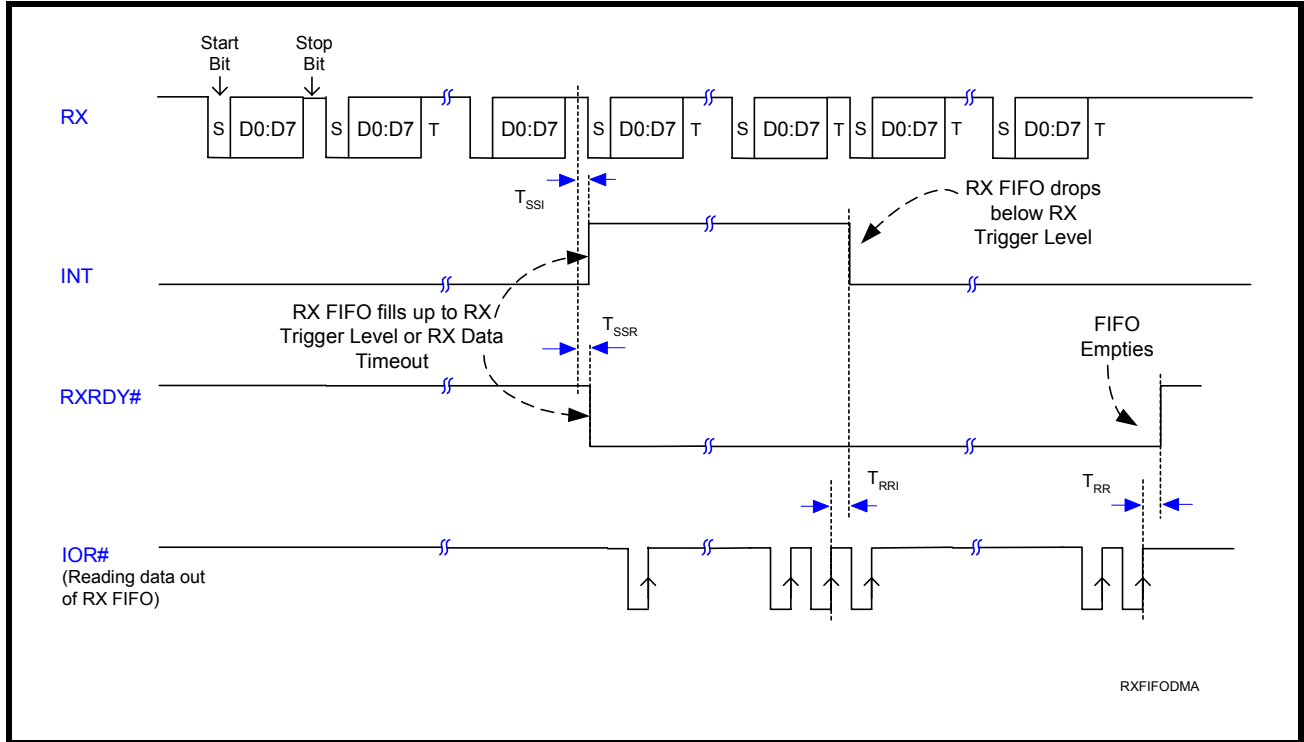 Start
Bit
Stop
Bit
RX
S D0:D7 S D0:D7 T D0:D7 S D0:D7 T S D0:D7 T S D0:D7 T S D0:D7 T
TSSI
RX FIFO drops
below RX
Trigger Level
INT
RX FIFO fills up to RX
Trigger Level or RX Data
Timeout
TSSR
FIFO
Empties
RXRDY#
TRRI
TRR
IOR#
(Reading data out
of RX FIFO)
RXFIFODMA